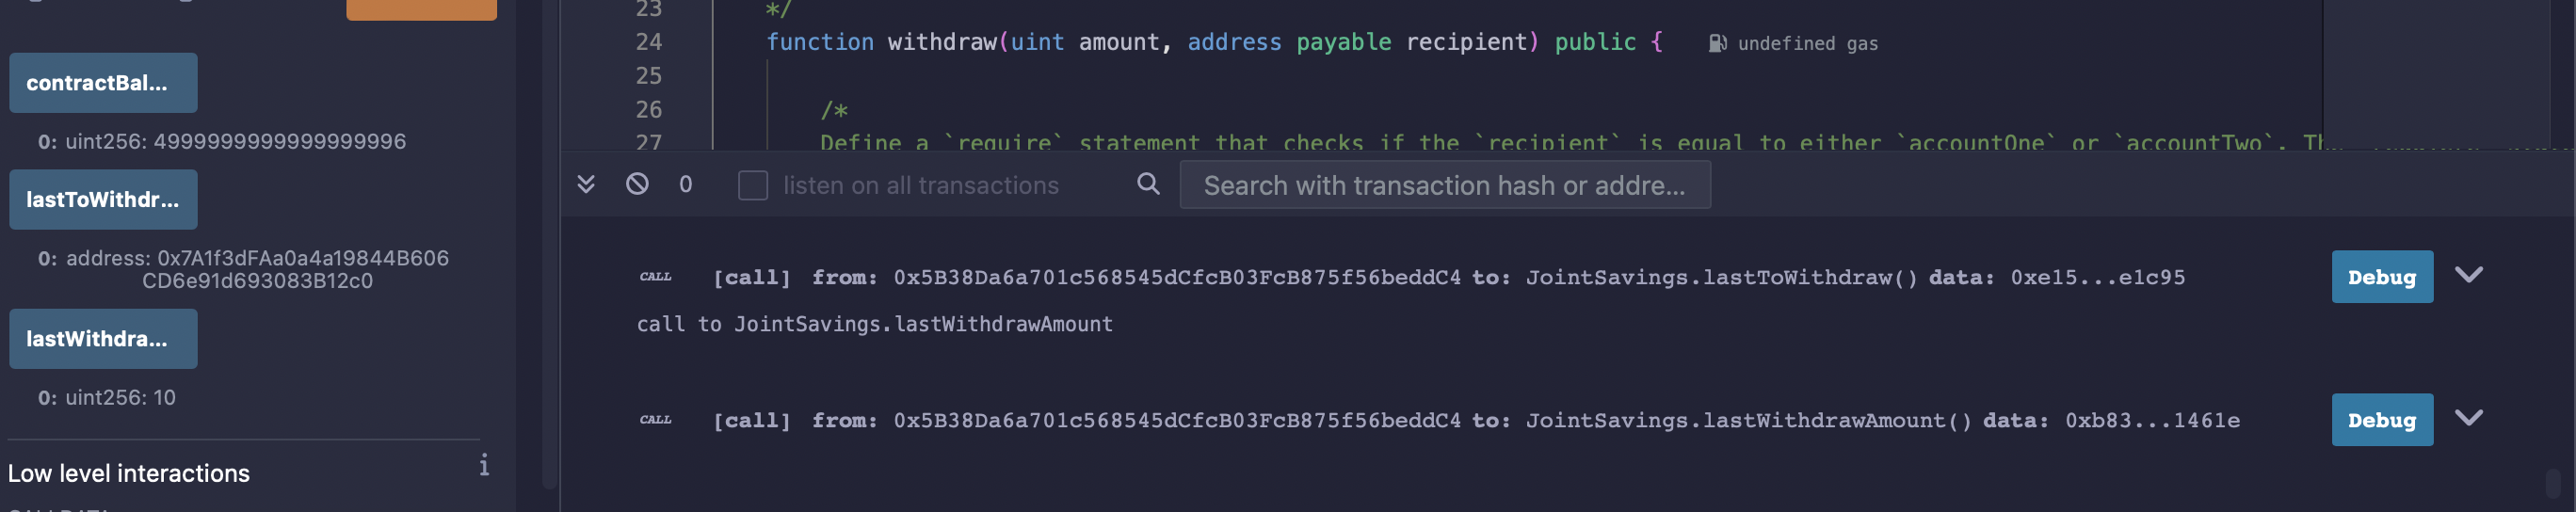 contractBal...
0: uint256: 4999999999999999996
lastToWithdr...
0: address: 0x7A1f3dFAa0a4a19844B606
CD6e91d693083B12c0
lastWithdra...
0: uint256: 10
Low level interactions
i
23 */
24 function withdraw(uint amount, address payable recipient) public { undefined gas
25
26 /*
27 Define a `require` statement that checks if the `recipient` is equal to either `accountOne` or `accountTwo`.
0 listen on all transactions Search with transaction hash or addre...
CALL [call] from: 0x5B38Da6a701c568545dCfcB03FcB875f56beddC4 to: JointSavings.lastToWithdraw() data: 0xe15...e1c95 Debug
call to JointSavings.lastWithdrawAmount
CALL [call] from: 0x5B38Da6a701c568545dCfcB03FcB875f56beddC4 to: JointSavings.lastWithdrawAmount() data: 0xb83...1461e Debug